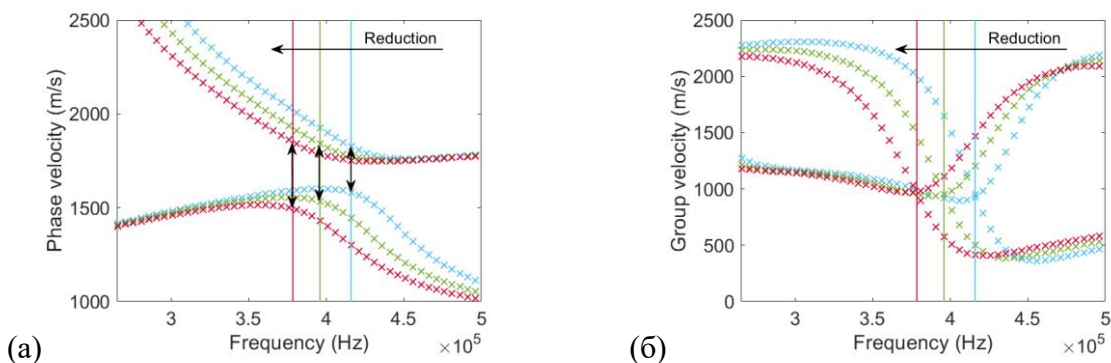 2500
2000
1500
1000
Phase velocity (m/s)
Reduction
3
3.5
4
4.5
5
Frequency (Hz)
×10⁵
(а)
2500
2000
1500
1000
500
0
Group velocity (m/s)
Reduction
3
3.5
4
4.5
5
Frequency (Hz)
×10⁵
(б)